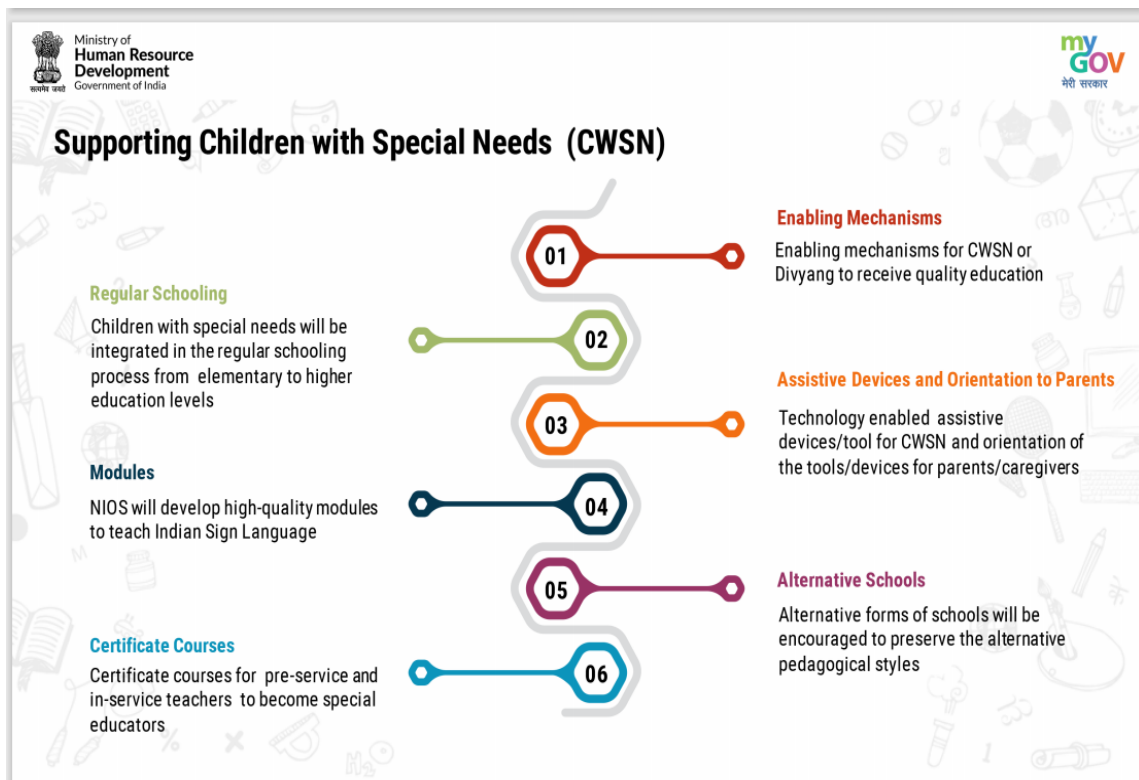 Ministry of
Human Resource
Development
Government of India
सत्यमेव जयते
my
GOV
मेरी सरकार
Supporting Children with Special Needs (CWSN)
01
Enabling Mechanisms
Enabling mechanisms for CWSN or
Divyang to receive quality education
Regular Schooling
Children with special needs will be
integrated in the regular schooling
process from elementary to higher
education levels
02
03
Assistive Devices and Orientation to Parents
Technology enabled assistive
devices/tool for CWSN and orientation of
the tools/devices for parents/caregivers
Modules
NIOS will develop high-quality modules
to teach Indian Sign Language
04
05
Alternative Schools
Alternative forms of schools will be
encouraged to preserve the alternative
pedagogical styles
Certificate Courses
Certificate courses for pre-service and
in-service teachers to become special
educators
06
H₂O